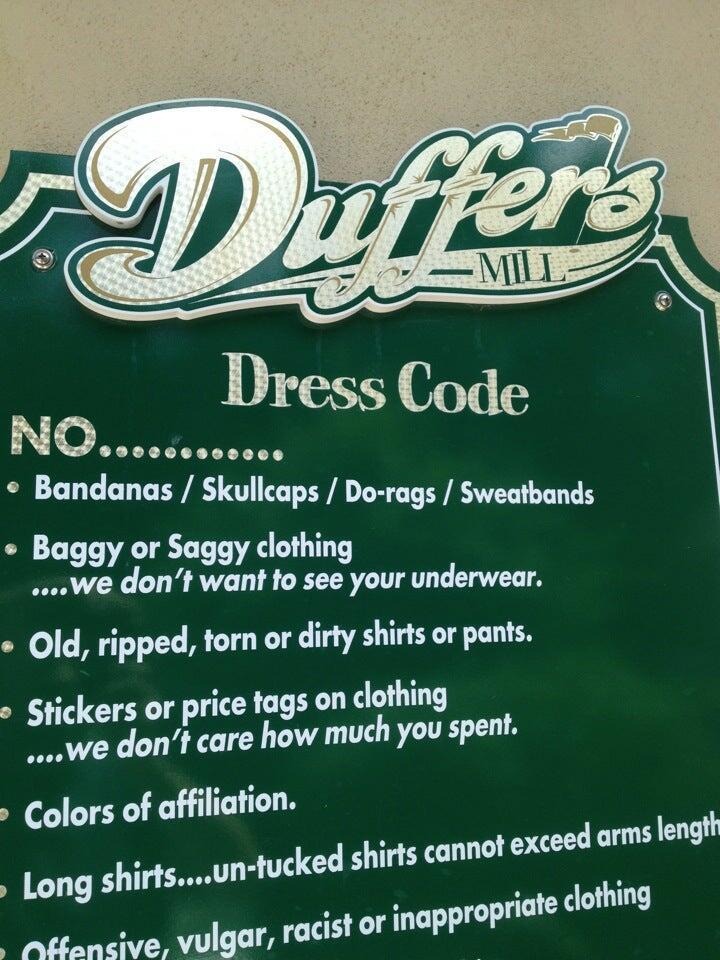 Duffer's
MILL
Dress Code
NO.............
• Bandanas / Skullcaps / Do-rags / Sweatbands
• Baggy or Saggy clothing
....we don't want to see your underwear.
• Old, ripped, torn or dirty shirts or pants.
• Stickers or price tags on clothing
....we don't care how much you spent.
• Colors of affiliation.
• Long shirts....un-tucked shirts cannot exceed arms length
• Offensive, vulgar, racist or inappropriate clothing